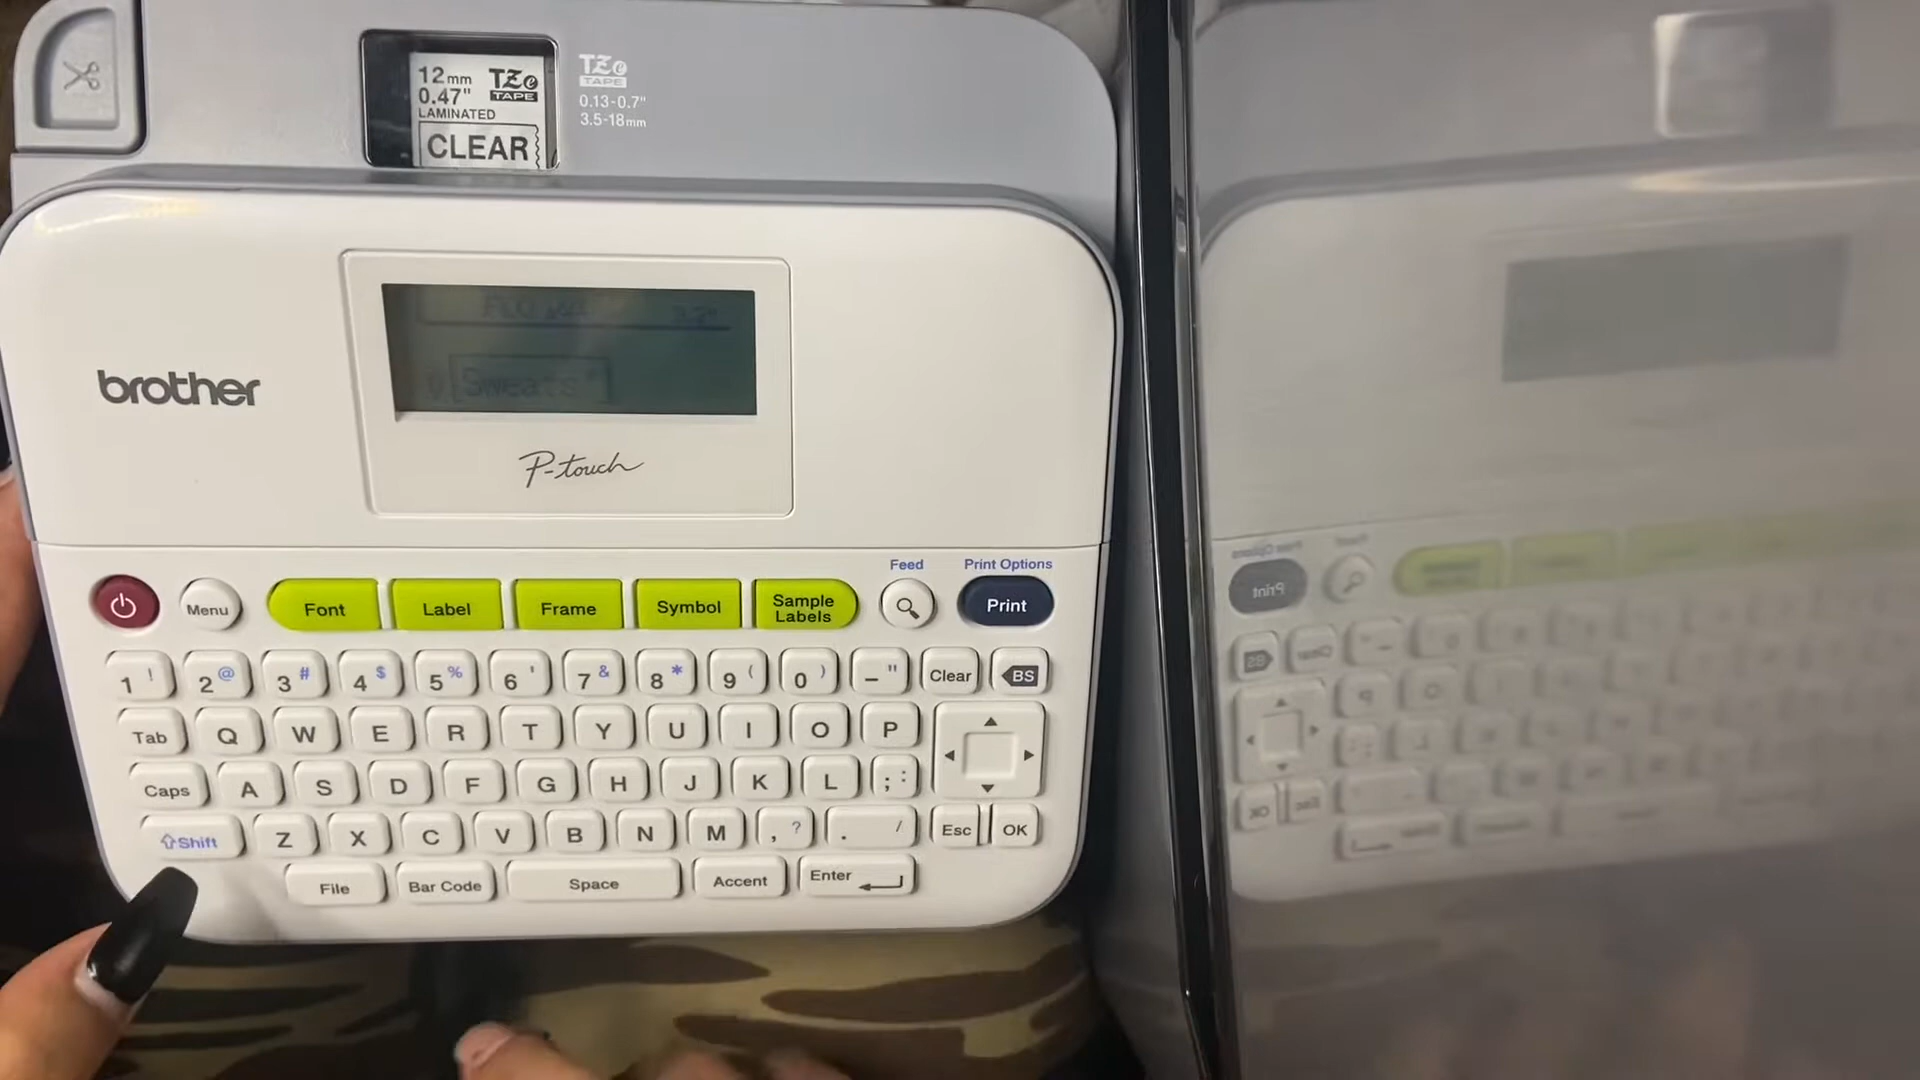 12mm TZe
0.47" TAPE
LAMINATED
CLEAR
TZe
TAPE
0.13-0.7"
3.5-18mm
Sweats
brother
P-touch
Feed Print Options
Menu Font Label Frame Symbol Sample Labels Print
1 ! 2 @ 3 # 4 $ 5 % 6 ' 7 & 8 * 9 ( 0 ) - " Clear BS
Tab Q W E R T Y U I O P
Caps A S D F G H J K L ; :
Shift Z X C V B N M , ? . / Esc OK
File Bar Code Space Accent Enter
Print